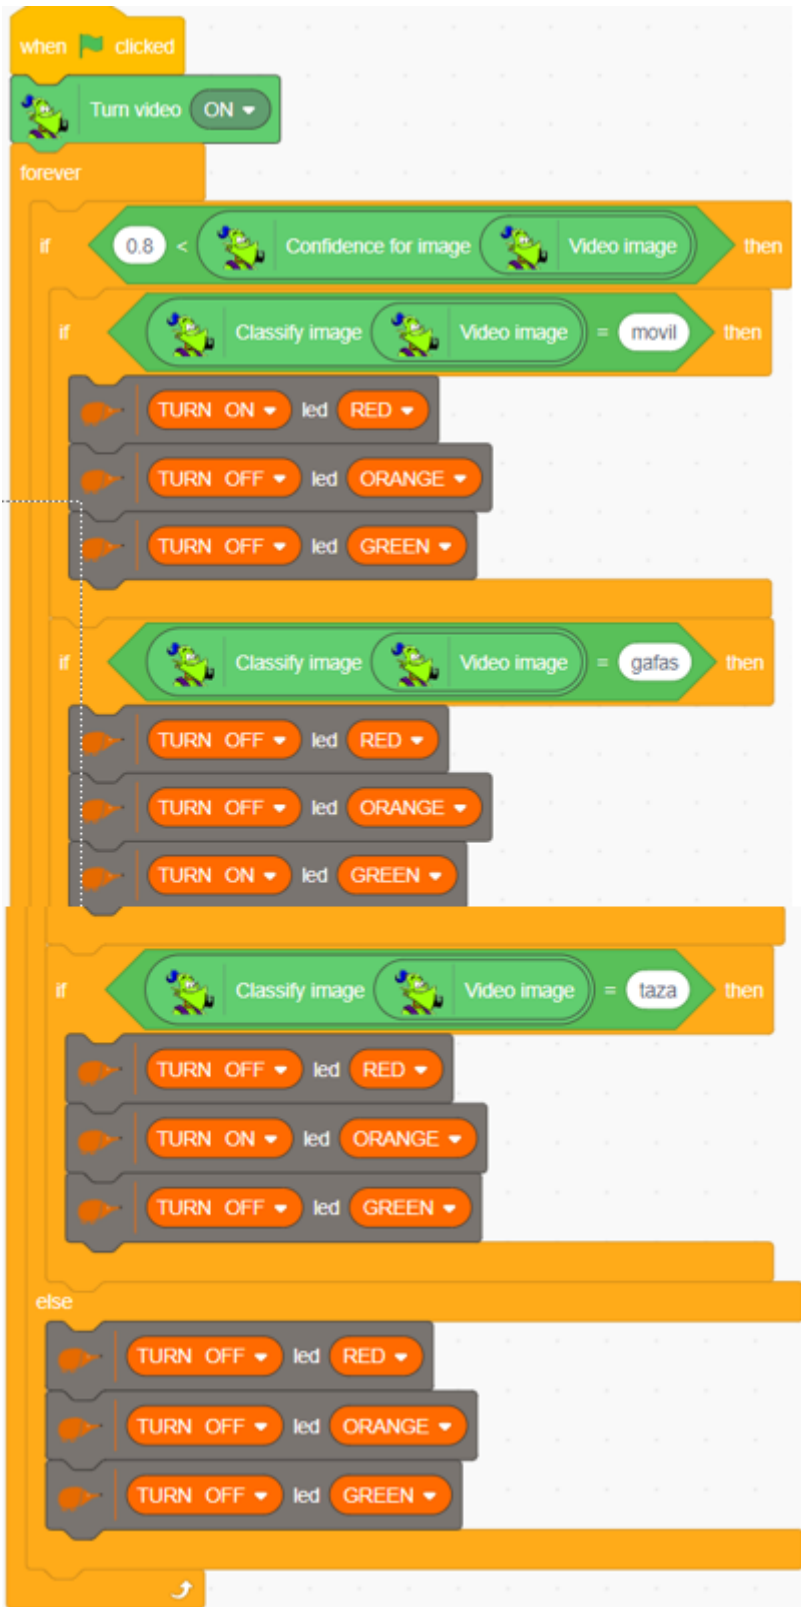 when clicked
Turn video ON
forever
if 0.8 < Confidence for image Video image then
if Classify image Video image = movil then
TURN ON led RED
TURN OFF led ORANGE
TURN OFF led GREEN
if Classify image Video image = gafas then
TURN OFF led RED
TURN OFF led ORANGE
TURN ON led GREEN
if Classify image Video image = taza then
TURN OFF led RED
TURN ON led ORANGE
TURN OFF led GREEN
else
TURN OFF led RED
TURN OFF led ORANGE
TURN OFF led GREEN